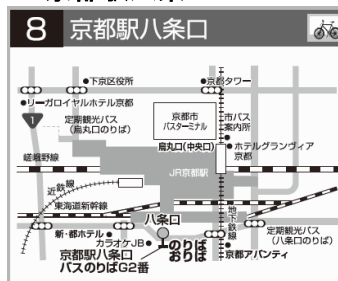 8 京都駅八条口
下京区役所
京都タワー
リーガロイヤルホテル京都
1
定期観光バス
(烏丸口のりば)
京都市
バスターミナル
市バス
案内所
烏丸口(中央口)
ホテルグランヴィア
京都
嵯峨野線
JR京都駅
近鉄線
東海道新幹線
八条口
地下鉄線
新・都ホテル
カラオケJB
のりば
おりば
定期観光バス
(八条口のりば)
京都駅八条口
バスのりばG2番
京都アバンティ